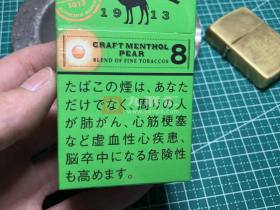 1913
CRAFT MENTHOL
PEAR
BLEND OF FINE TOBACCOS
8
たばこの煙は、あなた
だけでなく、周りの人
が肺がん、心筋梗塞
など虚血性心疾患、
脳卒中になる危険性
も高めます。